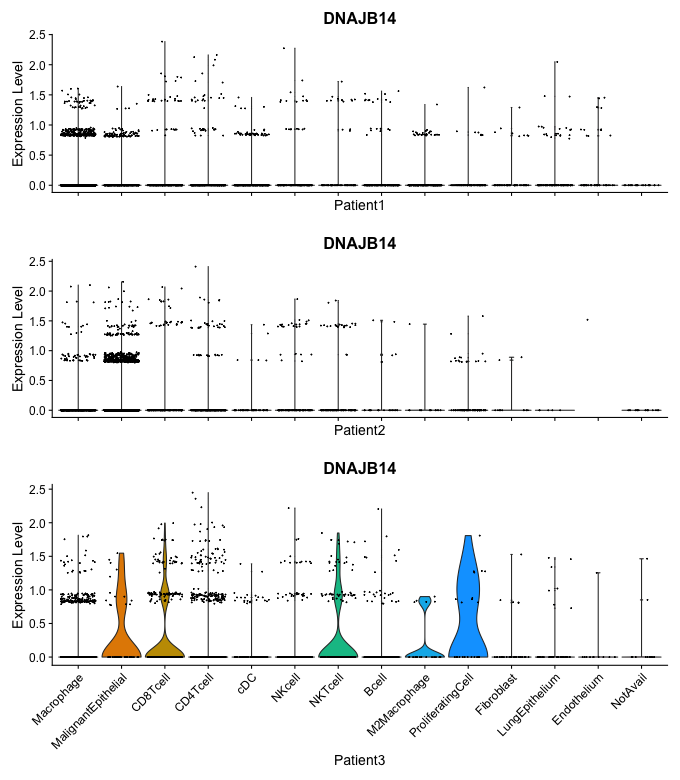 DNAJB14
Expression Level
2.5
2.0
1.5
1.0
0.5
0.0
Patient1
DNAJB14
Expression Level
2.5
2.0
1.5
1.0
0.5
0.0
Patient2
DNAJB14
Expression Level
2.5
2.0
1.5
1.0
0.5
0.0
Macrophage
MalignantEpithelial
CD8Tcell
CD4Tcell
cDC
NKcell
NKTcell
Bcell
M2Macrophage
ProliferatingCell
Fibroblast
LungEpithelium
Endothelium
NotAvail
Patient3